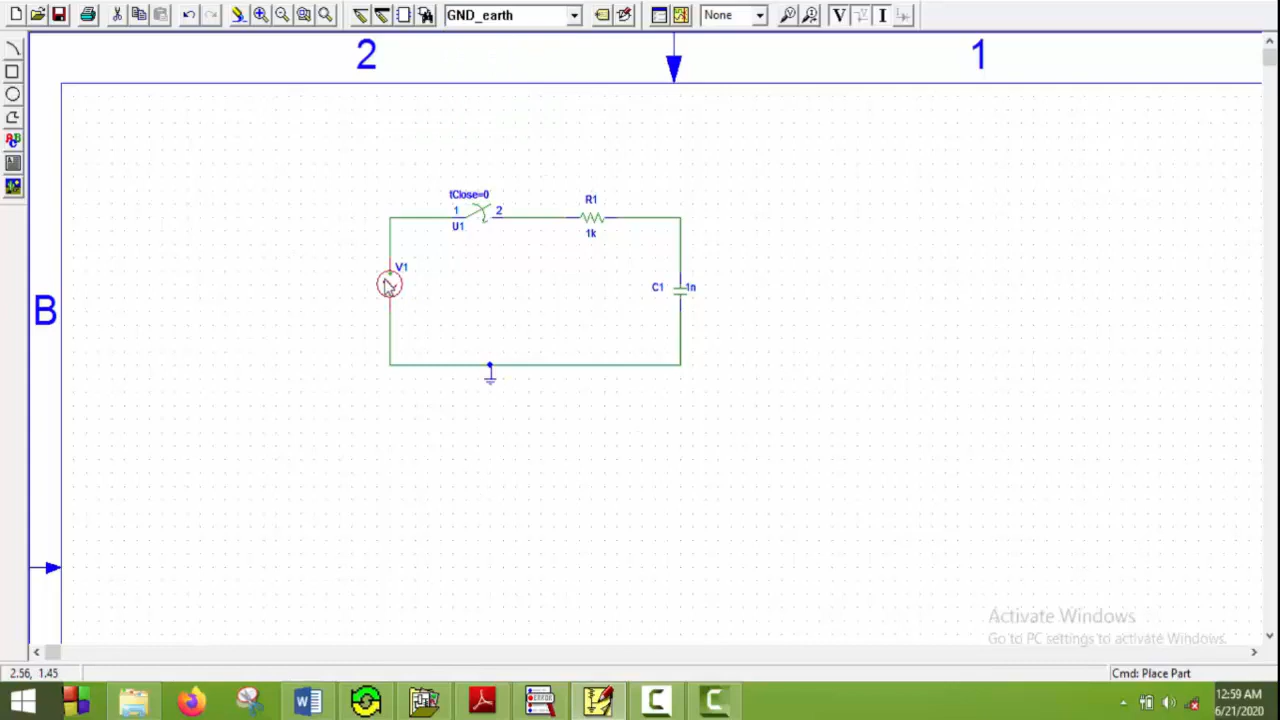 GND_earth
None
V
I
2
1
ABC
tClose=0
R1
1
2
U1
1k
V1
C1
1n
B
Activate Windows
Go to PC settings to activate Windows.
2.56, 1.45
Cmd: Place Part
12:59 AM
6/21/2020